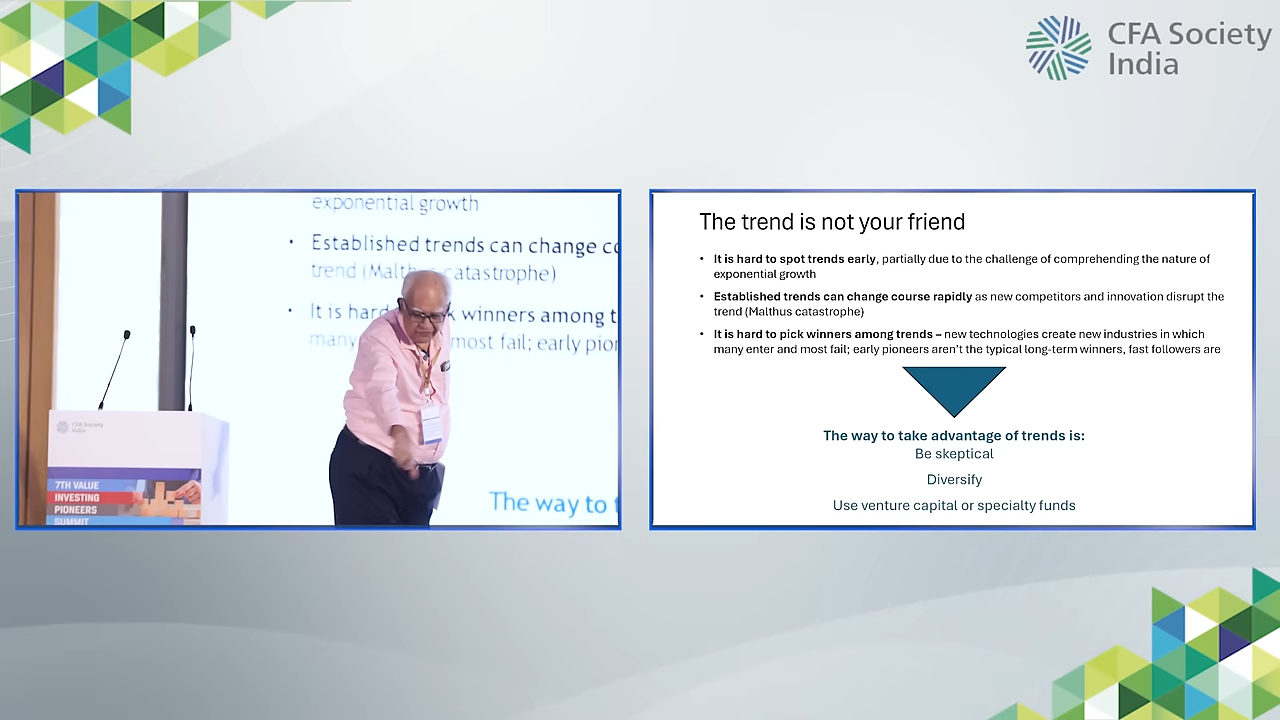 CFA Society
India
exponential growth
• Established trends can change
trend (Malthus catastrophe)
• It is hard winners among
many most fail; early
The way to
CFA Society
India
7TH VALUE
INVESTING
PIONEERS
SUMMIT
The trend is not your friend
• It is hard to spot trends early, partially due to the challenge of comprehending the nature of
exponential growth
• Established trends can change course rapidly as new competitors and innovation disrupt the
trend (Malthus catastrophe)
• It is hard to pick winners among trends – new technologies create new industries in which
many enter and most fail; early pioneers aren't the typical long-term winners, fast followers are
The way to take advantage of trends is:
Be skeptical
Diversify
Use venture capital or specialty funds